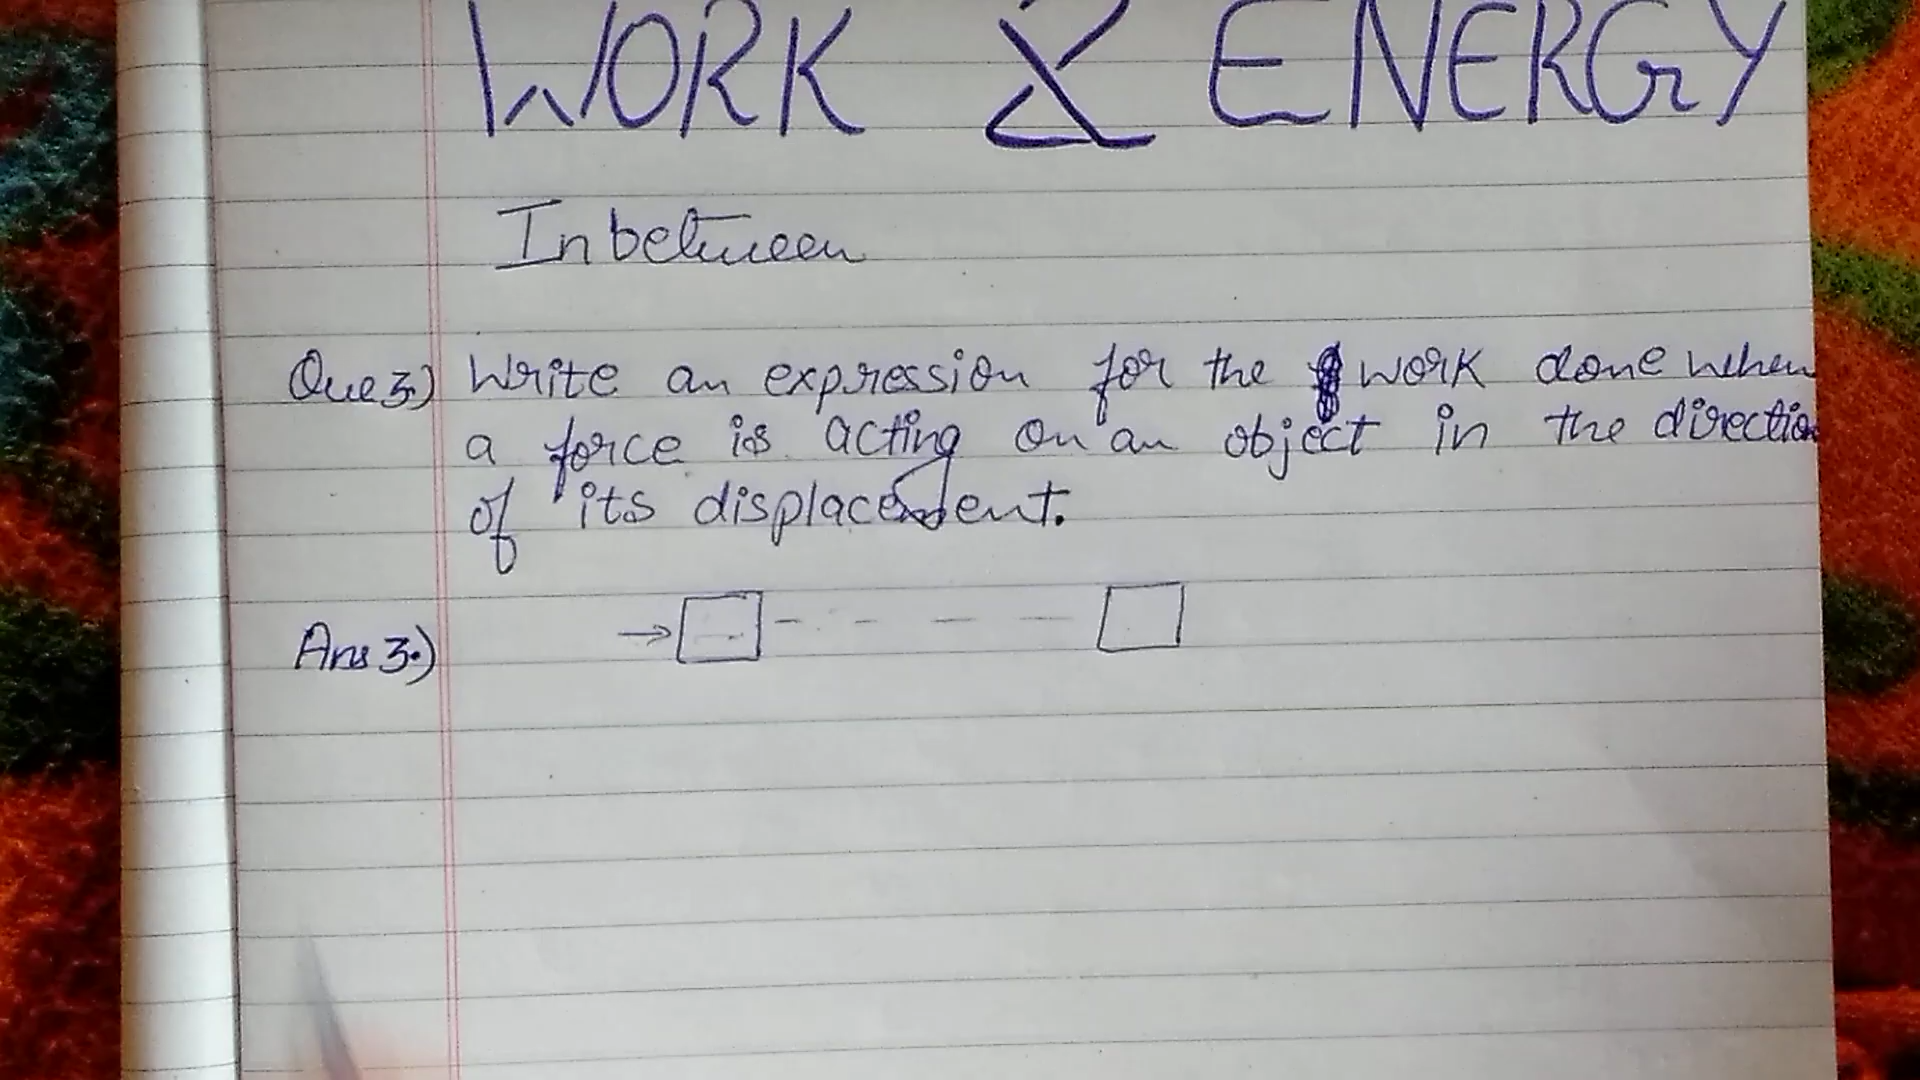 WORK & ENERGY
Inbetween
Que 3.) Write an expression for the work done when
a force is acting on an object in the direction
of its displacement.
Ans 3.)